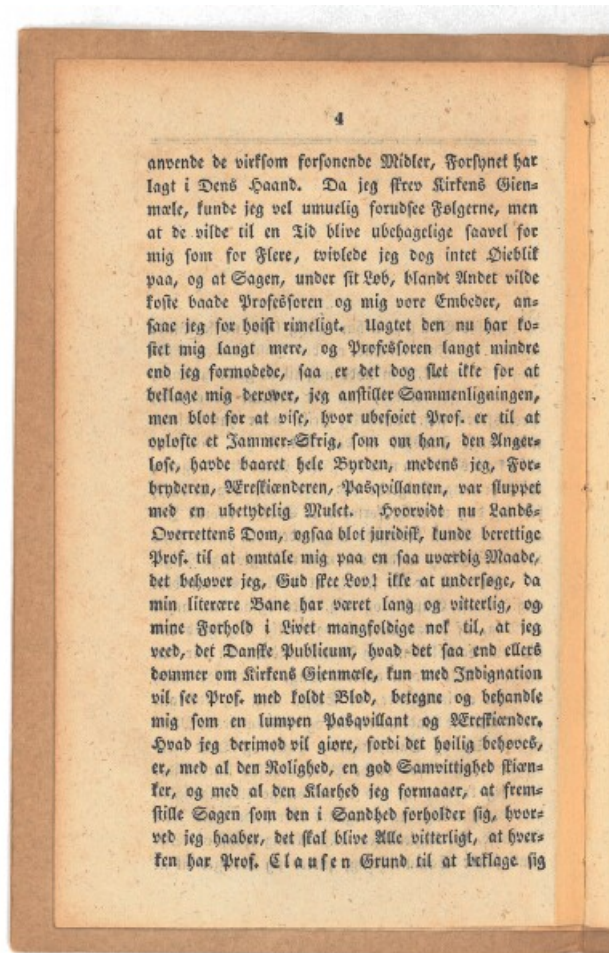 4
anvende de virksom forsonende Midler, Forsynet har
lagt i Dens Haand. Da jeg skrev Kirkens Gien-
mæle, kunde jeg vel umuelig forudsee Følgerne, men
at de vilde til en Tid blive ubehagelige saavel for
mig som for Flere, tvivlede jeg dog intet Øieblik
paa, og at Sagen, under sit Løb, blandt Andet vilde
koste baade Professoren og mig vore Embeder, an-
saae jeg for høist rimeligt. Uagtet den nu har ko-
stet mig langt mere, og Professoren langt mindre
end jeg formodede, saa er det dog slet ikke for at
beklage mig derover, jeg anstiller Sammenligningen,
men blot for at vise, hvor ubeføiet Prof. er til at
opløfte et Jammer-Skrig, som om han, den Anger-
løse, havde baaret hele Byrden, medens jeg, For-
bryderen, Æreskiænderen, Pasqvillanten, var sluppet
med en ubetydelig Mulct. Hvorvidt nu Lands-
Overrettens Dom, ogsaa blot juridisk, kunde berettige
Prof. til at omtale mig paa en saa uværdig Maade,
det behøver jeg, Gud skee Lov! ikke at undersøge, da
min literære Bane har været lang og vitterlig, og
mine Forhold i Livet mangfoldige nok til, at jeg
veed, det Danske Publicum, hvad det saa end ellers
dømmer om Kirkens Gienmæle, kun med Indignation
vil see Prof. med koldt Blod, betegne og behandle
mig som en lumpen Pasqvillant og Æreskiænder.
Hvad jeg derimod vil giøre, fordi det høilig behøves,
er, med al den Rolighed, en god Samvittighed skiæn-
ker, og med al den Klarhed jeg formaaer, at frem-
stille Sagen som den i Sandhed forholder sig, hvor-
ved jeg haaber, det skal blive Alle vitterligt, at hver-
ken har Prof. Clausen Grund til at beklage sig